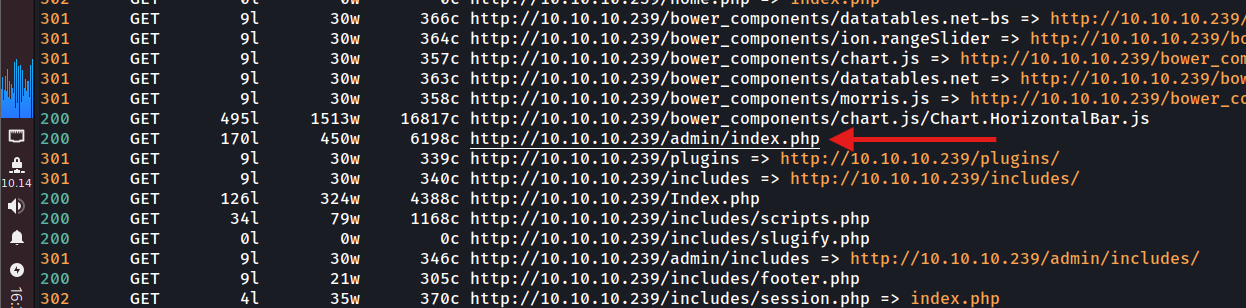 302 GET 0l 0w 0c http://10.10.10.239/home.php => index.php
301 GET 9l 30w 366c http://10.10.10.239/bower_components/datatables.net-bs => http://10.10.10.239/
301 GET 9l 30w 364c http://10.10.10.239/bower_components/ion.rangeSlider => http://10.10.10.239/bo
301 GET 9l 30w 357c http://10.10.10.239/bower_components/chart.js => http://10.10.10.239/bower_com
301 GET 9l 30w 363c http://10.10.10.239/bower_components/datatables.net => http://10.10.10.239/bow
301 GET 9l 30w 358c http://10.10.10.239/bower_components/morris.js => http://10.10.10.239/bower_co
200 GET 495l 1513w 16817c http://10.10.10.239/bower_components/chart.js/Chart.HorizontalBar.js
200 GET 170l 450w 6198c http://10.10.10.239/admin/index.php
301 GET 9l 30w 339c http://10.10.10.239/plugins => http://10.10.10.239/plugins/
10.14
301 GET 9l 30w 340c http://10.10.10.239/includes => http://10.10.10.239/includes/
200 GET 126l 324w 4388c http://10.10.10.239/Index.php
200 GET 34l 79w 1168c http://10.10.10.239/includes/scripts.php
200 GET 0l 0w 0c http://10.10.10.239/includes/slugify.php
301 GET 9l 30w 346c http://10.10.10.239/admin/includes => http://10.10.10.239/admin/includes/
200 GET 9l 21w 305c http://10.10.10.239/includes/footer.php
302 GET 4l 35w 370c http://10.10.10.239/includes/session.php => index.php
16: